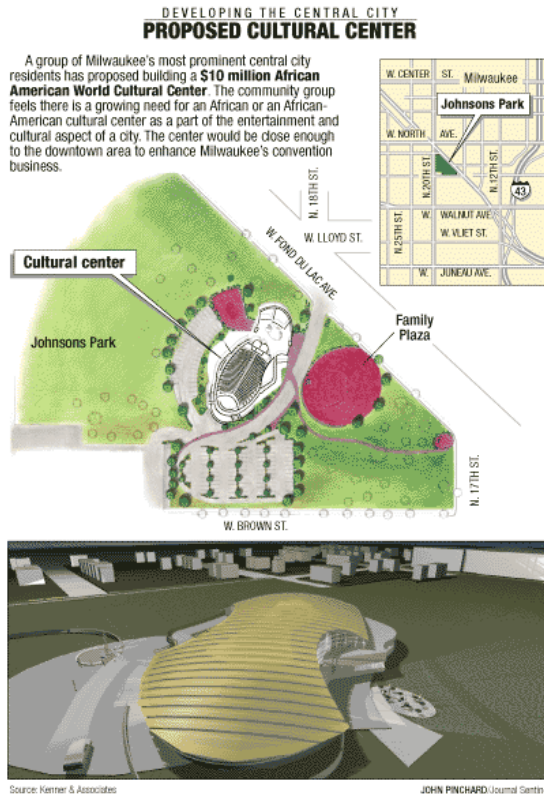 DEVELOPING THE CENTRAL CITY
PROPOSED CULTURAL CENTER
A group of Milwaukee's most prominent central city
residents has proposed building a $10 million African
American World Cultural Center. The community group
feels there is a growing need for an African or an African-
American cultural center as a part of the entertainment and
cultural aspect of a city. The center would be close enough
to the downtown area to enhance Milwaukee's convention
business.
W. CENTER ST.
Milwaukee
Johnsons Park
W. NORTH AVE.
N. 20TH ST.
N. 12TH ST.
43
N. 25TH ST.
W. WALNUT AVE.
W. VLIET ST.
W. JUNEAU AVE.
N. 18TH ST.
W. LLOYD ST.
W. FOND DU LAC AVE.
Cultural center
Johnsons Park
Family
Plaza
N. 17TH ST.
W. BROWN ST.
Source: Kenner & Associates
JOHN PINCHARD/Journal Sentin